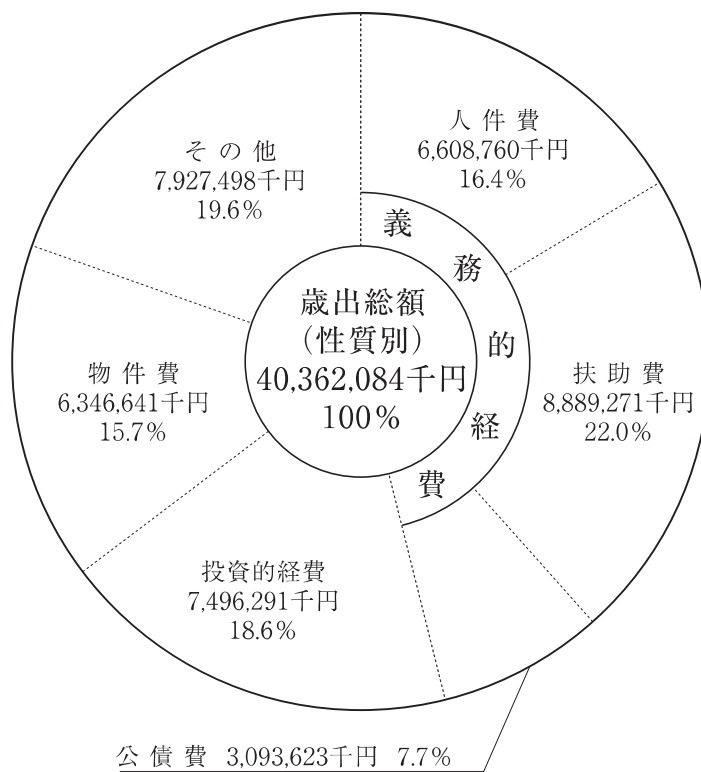 人件費
6,608,760千円
16.4%
そ の 他
7,927,498千円
19.6%
義務的経費
歳出総額
(性質別)
40,362,084千円
100%
扶助費
8,889,271千円
22.0%
物件費
6,346,641千円
15.7%
投資的経費
7,496,291千円
18.6%
公債費 3,093,623千円 7.7%